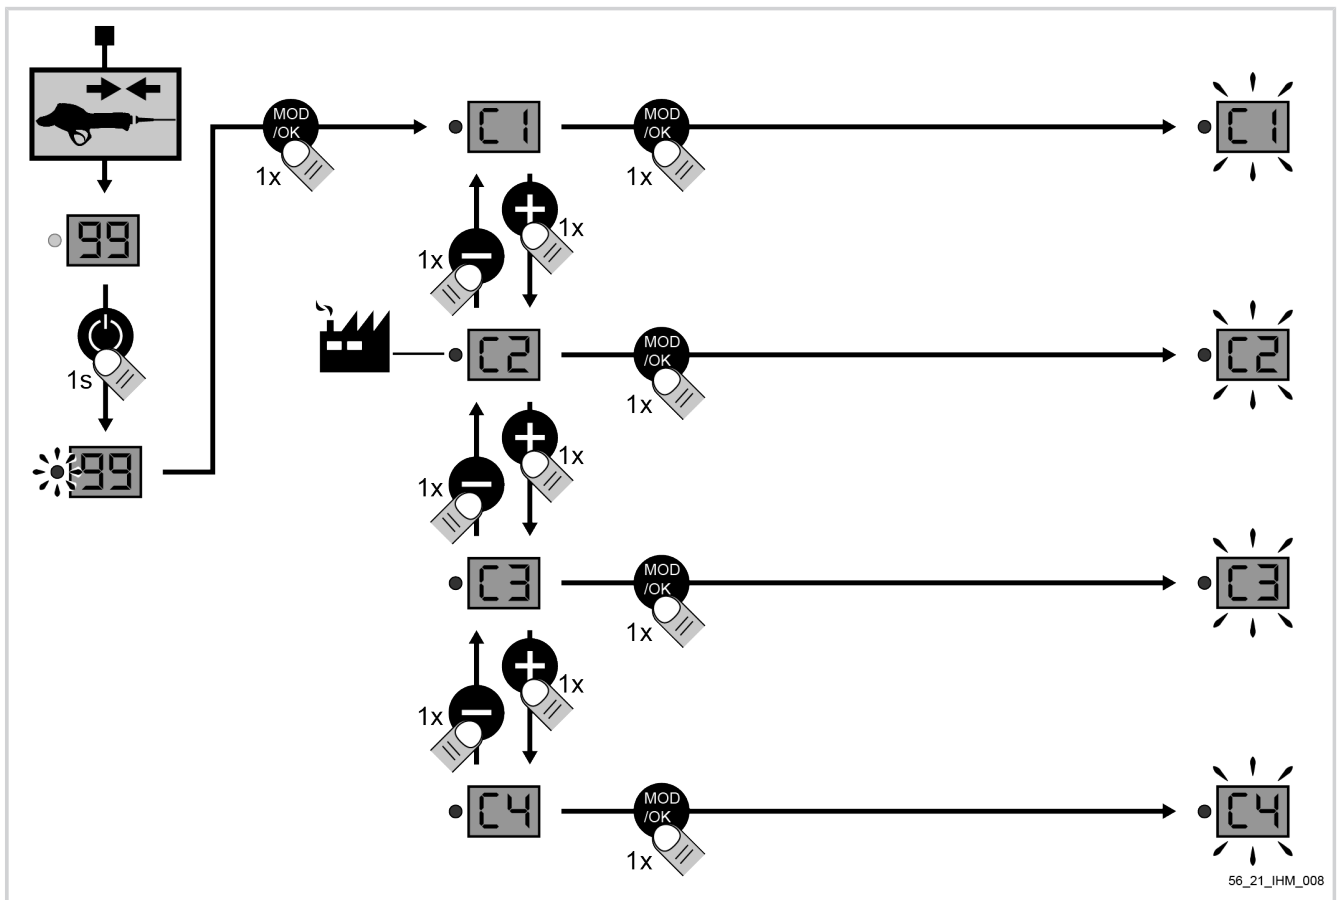 MOD
/OK
1x
C1
MOD
/OK
1x
C1
99
1x
1x
1s
C2
MOD
/OK
1x
C2
99
1x
1x
C3
MOD
/OK
1x
C3
1x
1x
C4
MOD
/OK
1x
C4
56_21_IHM_008